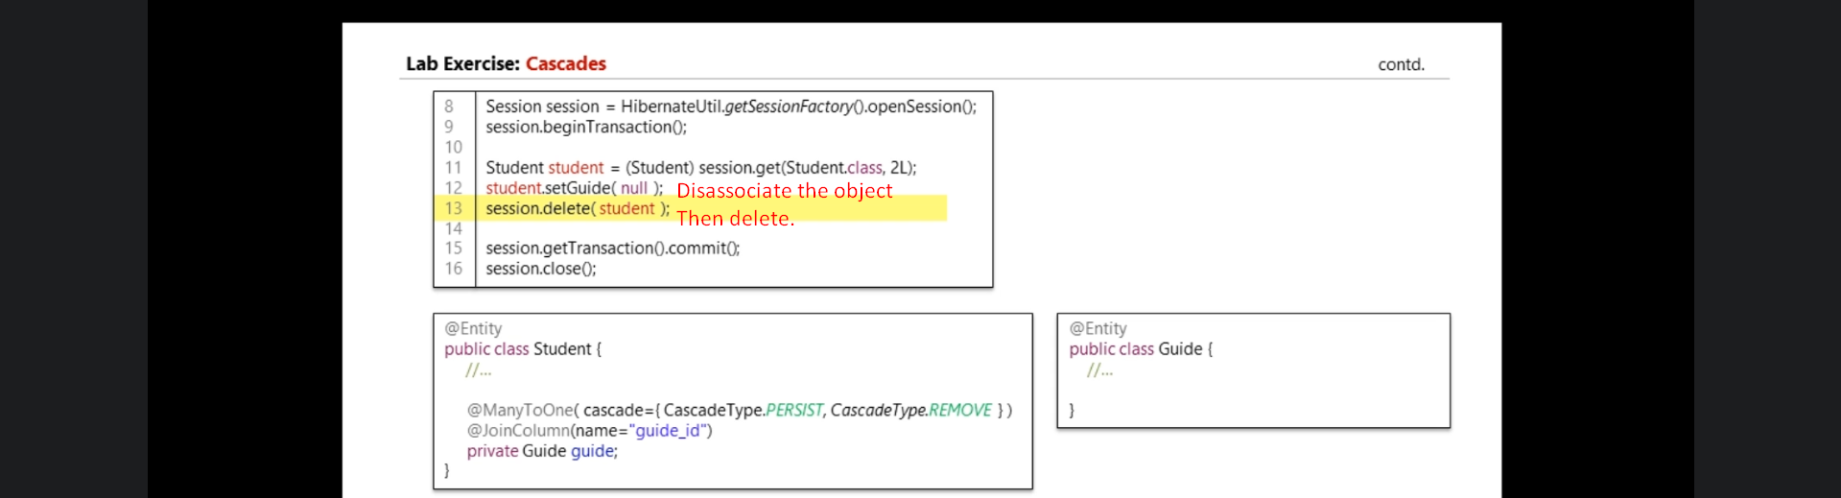 Lab Exercise: Cascades contd.
8 Session session = HibernateUtil.getSessionFactory().openSession();
9 session.beginTransaction();
10
11 Student student = (Student) session.get(Student.class, 2L);
12 student.setGuide( null ); Disassociate the object
13 session.delete( student ); Then delete.
14
15 session.getTransaction().commit();
16 session.close();
@Entity
public class Student {
//...
@ManyToOne( cascade={ CascadeType.PERSIST, CascadeType.REMOVE } )
@JoinColumn(name="guide_id")
private Guide guide;
}
@Entity
public class Guide {
//...
}